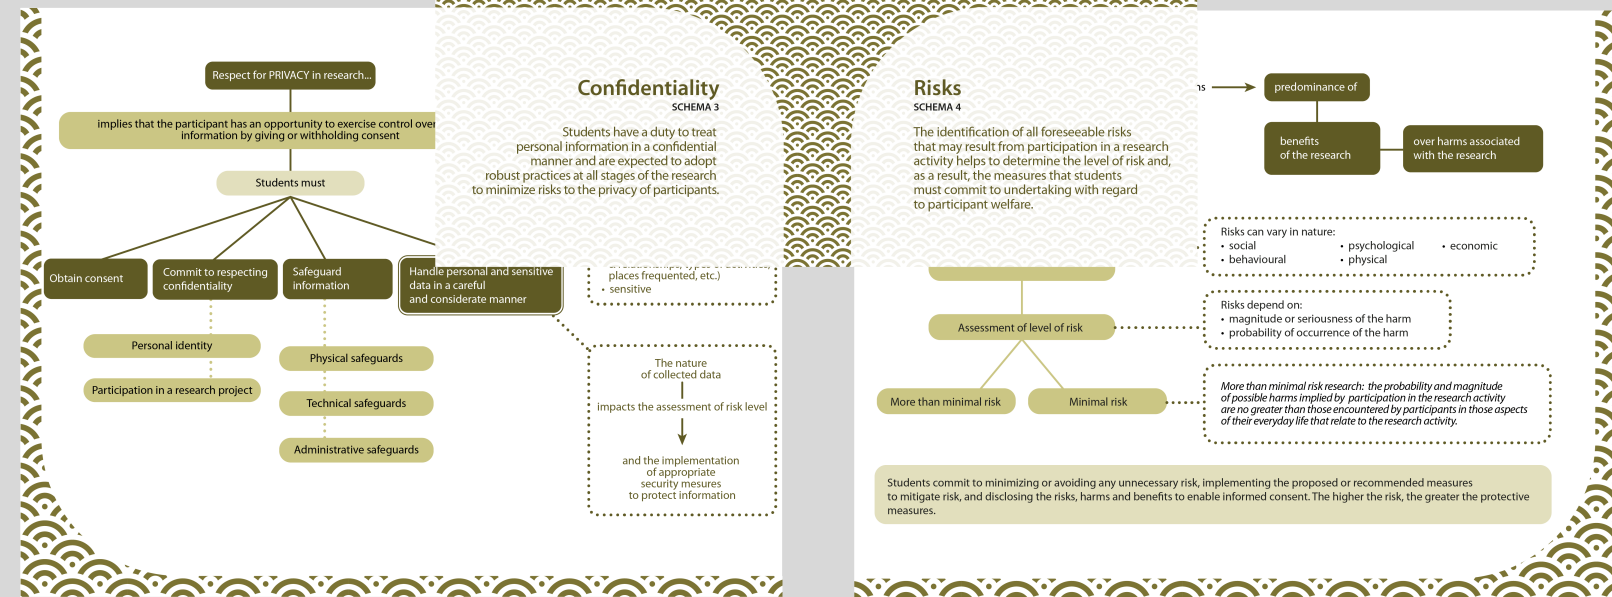 Respect for PRIVACY in research...
implies that the participant has an opportunity to exercise control over
information by giving or withholding consent
Students must
Obtain consent
Commit to respecting
confidentiality
Safeguard
information
Handle personal and sensitive
data in a careful
and considerate manner
Personal identity
Participation in a research project
Physical safeguards
Technical safeguards
Administrative safeguards
places frequented, etc.)
• sensitive
The nature
of collected data
impacts the assessment of risk level
and the implementation
of appropriate
security mesures
to protect information
Confidentiality
SCHEMA 3
Students have a duty to treat
personal information in a confidential
manner and are expected to adopt
robust practices at all stages of the research
to minimize risks to the privacy of participants.
Risks
SCHEMA 4
The identification of all foreseeable risks
that may result from participation in a research
activity helps to determine the level of risk and,
as a result, the measures that students
must commit to undertaking with regard
to participant welfare.
predominance of
benefits
of the research
over harms associated
with the research
Risks can vary in nature:
• social • psychological • economic
• behavioural • physical
Assessment of level of risk
Risks depend on:
• magnitude or seriousness of the harm
• probability of occurrence of the harm
More than minimal risk
Minimal risk
More than minimal risk research: the probability and magnitude
of possible harms implied by participation in the research activity
are no greater than those encountered by participants in those aspects
of their everyday life that relate to the research activity.
Students commit to minimizing or avoiding any unnecessary risk, implementing the proposed or recommended measures
to mitigate risk, and disclosing the risks, harms and benefits to enable informed consent. The higher the risk, the greater the protective
measures.